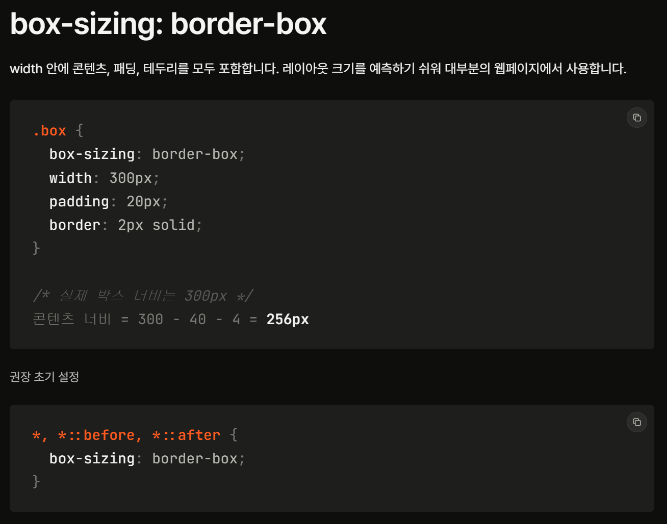 box-sizing: border-box
width 안에 콘텐츠, 패딩, 테두리를 모두 포함합니다. 레이아웃 크기를 예측하기 쉬워 대부분의 웹페이지에서 사용합니다.
.box {
  box-sizing: border-box;
  width: 300px;
  padding: 20px;
  border: 2px solid;
}
/* 실제 박스 너비는 300px */
콘텐츠 너비 = 300 - 40 - 4 = 256px
권장 초기 설정
*, *::before, *::after {
  box-sizing: border-box;
}